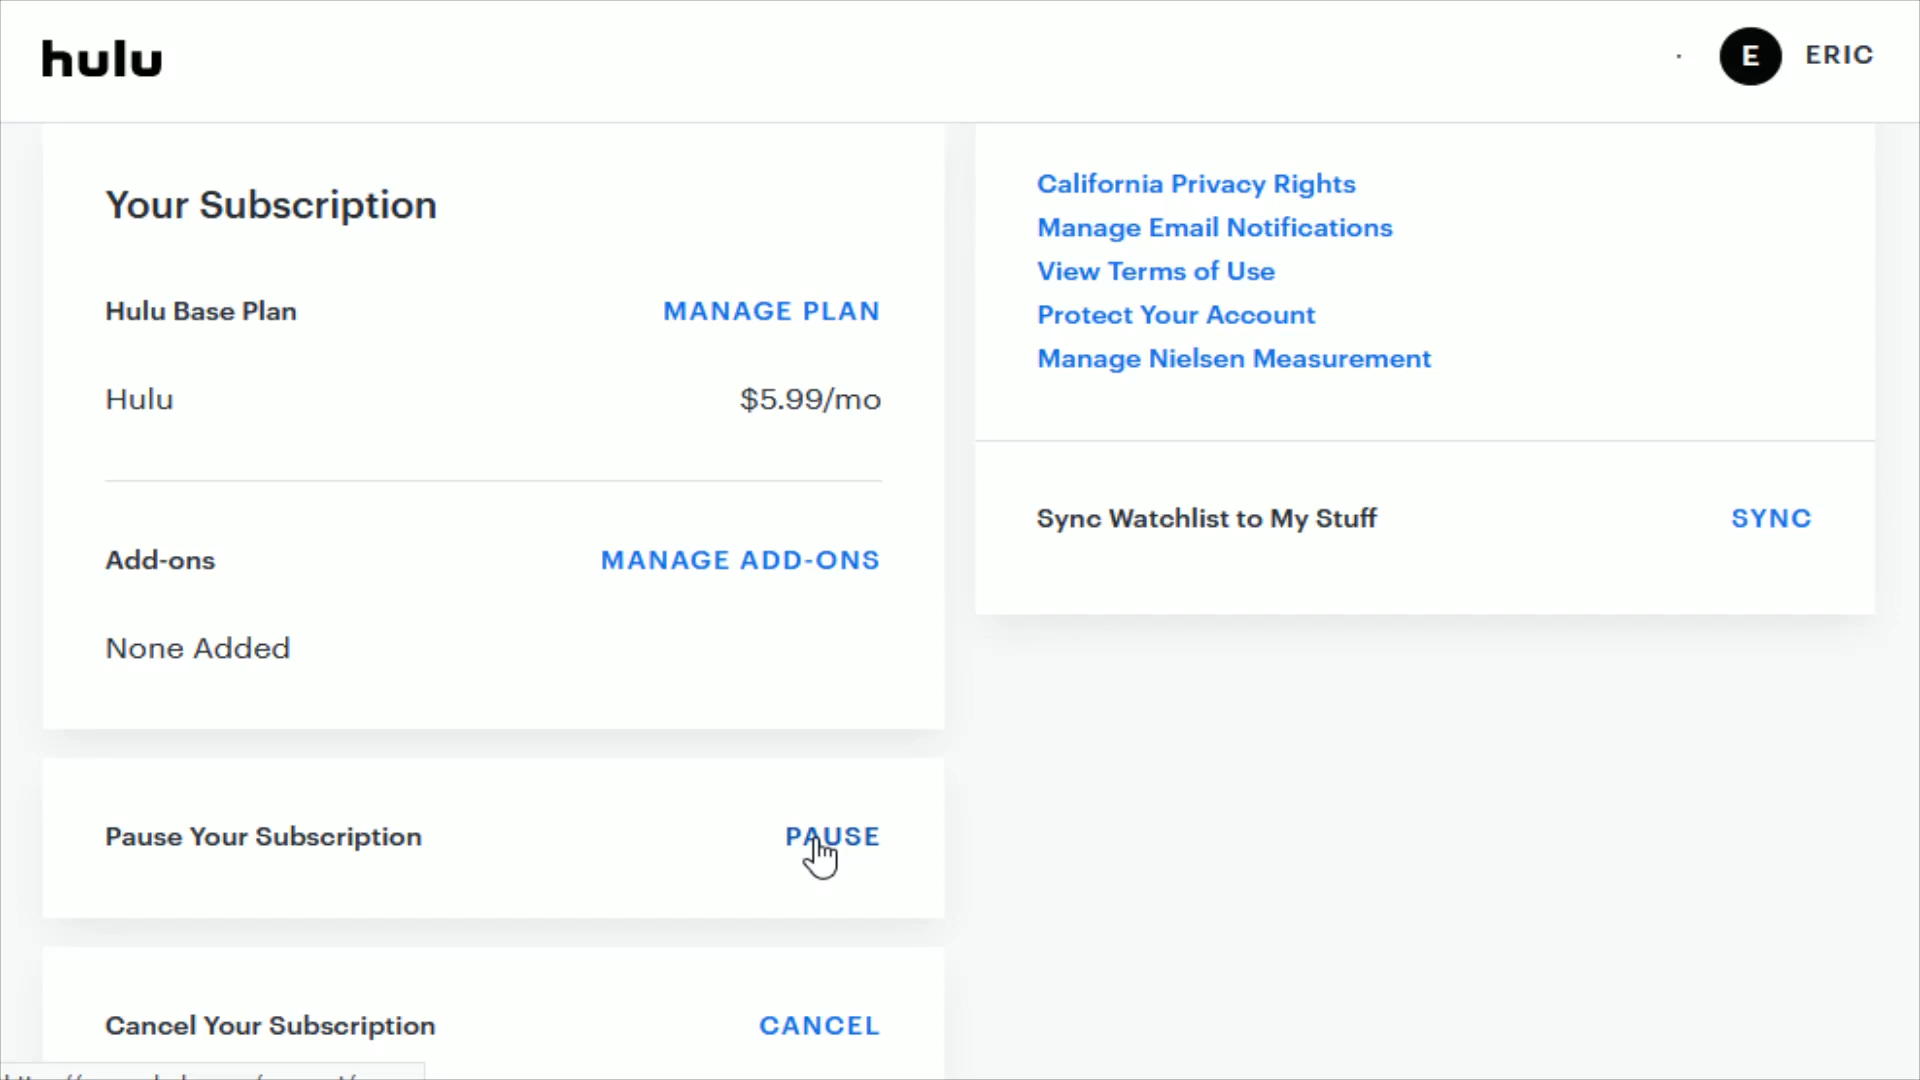 hulu
E ERIC
Your Subscription
Hulu Base Plan MANAGE PLAN
Hulu $5.99/mo
Add-ons MANAGE ADD-ONS
None Added
Pause Your Subscription PAUSE
Cancel Your Subscription CANCEL
California Privacy Rights
Manage Email Notifications
View Terms of Use
Protect Your Account
Manage Nielsen Measurement
Sync Watchlist to My Stuff SYNC